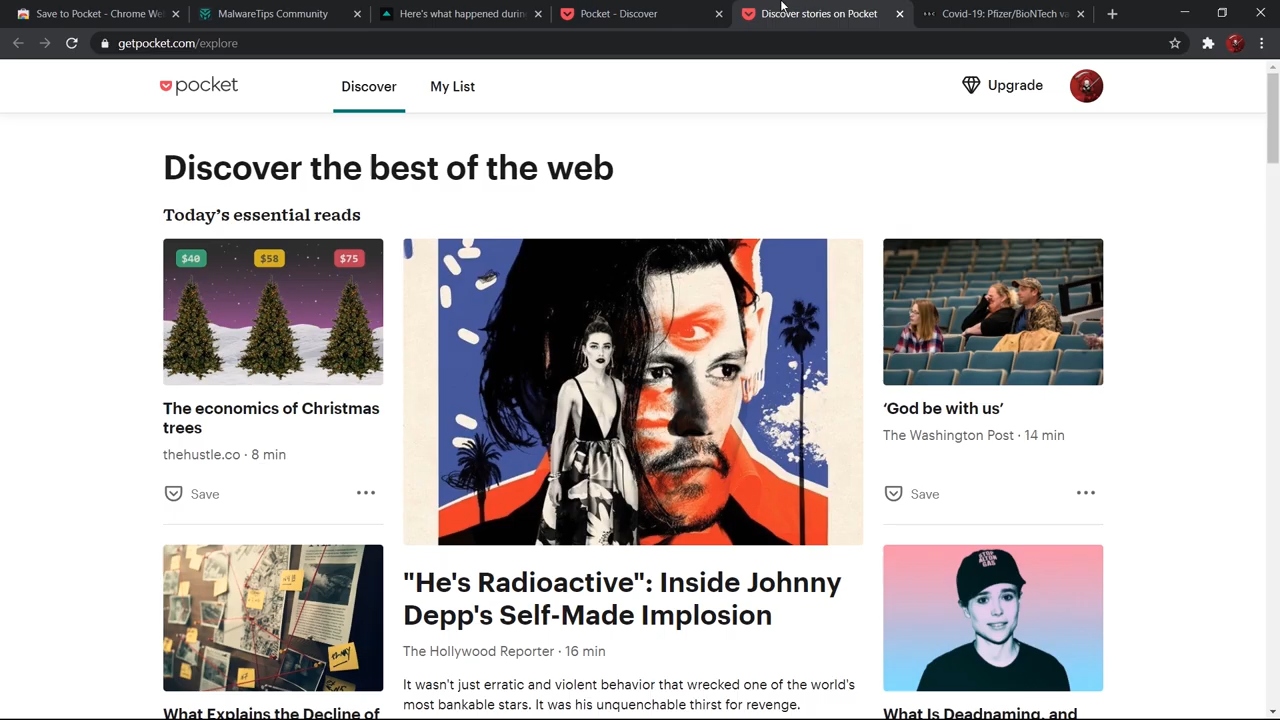 Save to Pocket - Chrome We
MalwareTips Community
Here's what happened durin
Pocket - Discover
Discover stories on Pocket
Covid-19: Pfizer/BioNTech va
getpocket.com/explore
pocket
Discover
My List
Upgrade
Discover the best of the web
Today's essential reads
$40
$58
$75
The economics of Christmas
trees
thehustle.co · 8 min
Save
"He's Radioactive": Inside Johnny
Depp's Self-Made Implosion
The Hollywood Reporter · 16 min
It wasn't just erratic and violent behavior that wrecked one of the world's
most bankable stars. It was his unquenchable thirst for revenge.
‘God be with us’
The Washington Post · 14 min
Save
What Explains the Decline of
STOP
ALTON
GAS
What Is Deadnaming, and